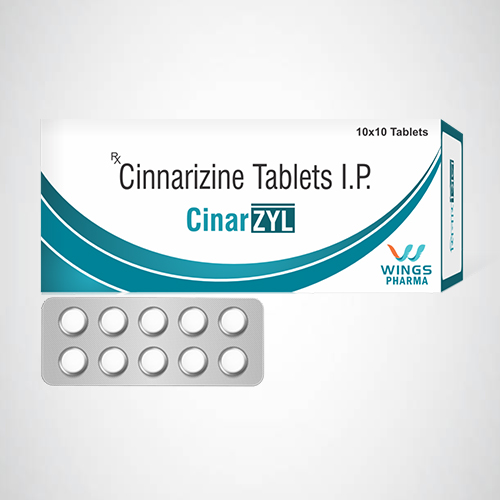 10x10 Tablets
Rx Cinnarizine Tablets I.P.
CinarZYL
WINGS
PHARMA